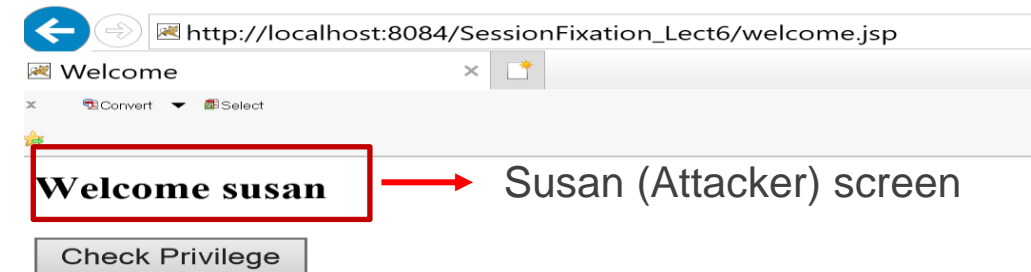 http://localhost:8084/SessionFixation_Lect6/welcome.jsp
Welcome ×
× Convert Select
Welcome susan Susan (Attacker) screen
Check Privilege